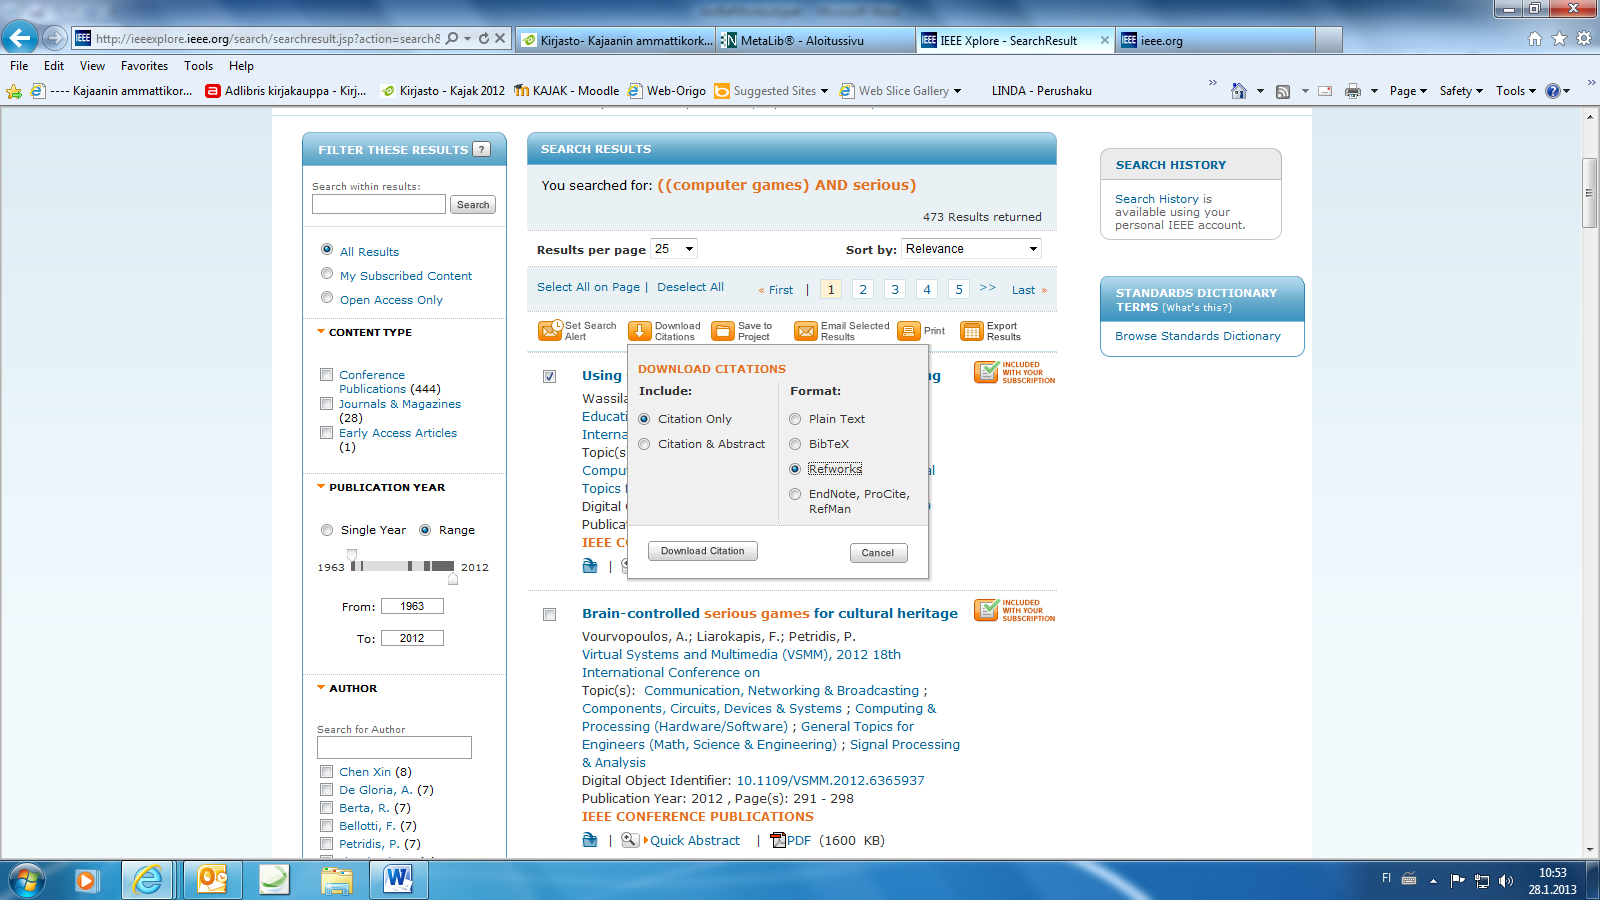 http://ieeexplore.ieee.org/search/searchresult.jsp?action=search&
Kirjasto- Kajaanin ammattikork...
MetaLib® - Aloitussivu
IEEE Xplore - SearchResult
ieee.org
File Edit View Favorites Tools Help
---- Kajaanin ammattikor...
Adlibris kirjakauppa - Kirj...
Kirjasto - Kajak 2012
KAJAK - Moodle
Web-Origo
Suggested Sites
Web Slice Gallery
LINDA - Perushaku
Page Safety Tools
FILTER THESE RESULTS ?
Search within results:
Search
All Results
My Subscribed Content
Open Access Only
CONTENT TYPE
Conference
Publications (444)
Journals & Magazines
(28)
Early Access Articles
(1)
PUBLICATION YEAR
Single Year Range
1963 2012
From: 1963
To: 2012
AUTHOR
Search for Author
Chen Xin (8)
De Gloria, A. (7)
Berta, R. (7)
Bellotti, F. (7)
Petridis, P. (7)
SEARCH RESULTS
You searched for: ((computer games) AND serious)
473 Results returned
Results per page 25
Sort by: Relevance
Select All on Page | Deselect All
« First | 1 2 3 4 5 >> Last »
Set Search
Alert
Download
Citations
Save to
Project
Email Selected
Results
Print
Export
Results
Using
ng
INCLUDED
WITH YOUR
SUBSCRIPTION
Wassila
Educati
Interna
Topic(s)
Comput
al
Topics f
Digital
Publicat
IEEE C
DOWNLOAD CITATIONS
Include:
Citation Only
Citation & Abstract
Format:
Plain Text
BibTeX
Refworks
EndNote, ProCite,
RefMan
Download Citation
Cancel
Brain-controlled serious games for cultural heritage
INCLUDED
WITH YOUR
SUBSCRIPTION
Vourvopoulos, A.; Liarokapis, F.; Petridis, P.
Virtual Systems and Multimedia (VSMM), 2012 18th
International Conference on
Topic(s): Communication, Networking & Broadcasting ;
Components, Circuits, Devices & Systems ; Computing &
Processing (Hardware/Software) ; General Topics for
Engineers (Math, Science & Engineering) ; Signal Processing
& Analysis
Digital Object Identifier: 10.1109/VSMM.2012.6365937
Publication Year: 2012 , Page(s): 291 - 298
IEEE CONFERENCE PUBLICATIONS
| Quick Abstract | PDF (1600 KB)
SEARCH HISTORY
Search History is
available using your
personal IEEE account.
STANDARDS DICTIONARY
TERMS (What's this?)
Browse Standards Dictionary
FI
10:53
28.1.2013